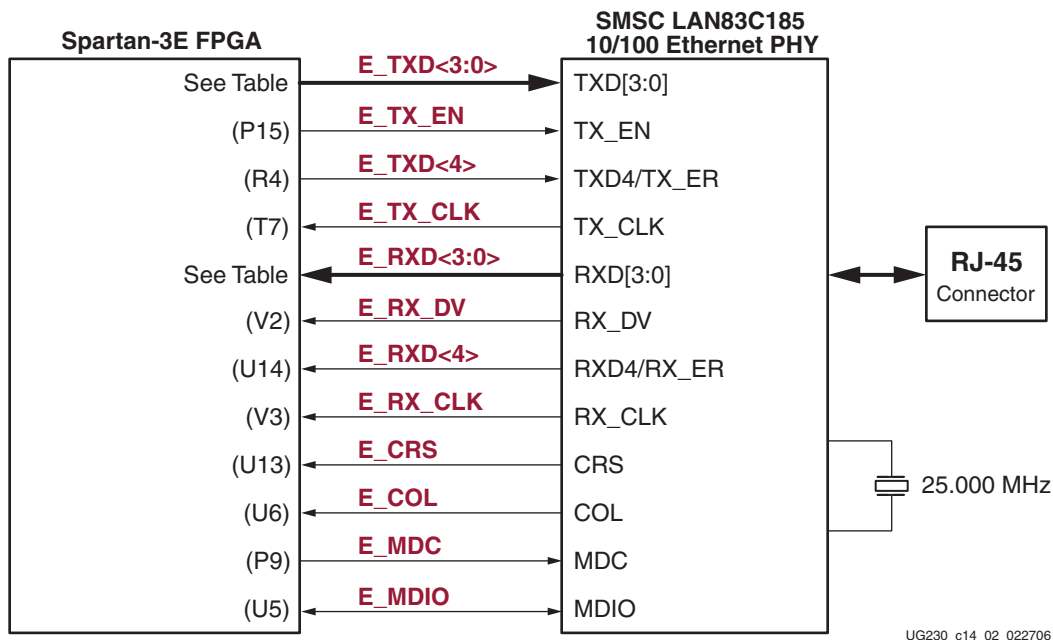 Spartan-3E FPGA
SMSC LAN83C185
10/100 Ethernet PHY
See Table
E_TXD<3:0>
TXD[3:0]
(P15)
E_TX_EN
TX_EN
(R4)
E_TXD<4>
TXD4/TX_ER
(T7)
E_TX_CLK
TX_CLK
See Table
E_RXD<3:0>
RXD[3:0]
(V2)
E_RX_DV
RX_DV
(U14)
E_RXD<4>
RXD4/RX_ER
(V3)
E_RX_CLK
RX_CLK
(U13)
E_CRS
CRS
(U6)
E_COL
COL
(P9)
E_MDC
MDC
(U5)
E_MDIO
MDIO
RJ-45
Connector
25.000 MHz
UG230_c14_02_022706